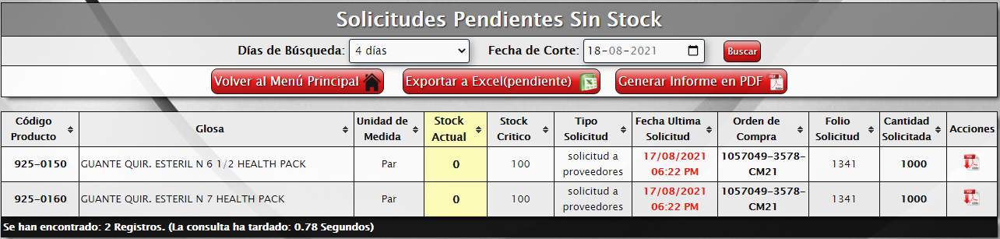 Solicitudes Pendientes Sin Stock
Días de Búsqueda: 4 días Fecha de Corte: 18-08-2021 Buscar
Volver al Menú Principal Exportar a Excel(pendiente) Generar Informe en PDF
Código Producto Glosa Unidad de Medida Stock Actual Stock Critico Tipo Solicitud Fecha Ultima Solicitud Orden de Compra Folio Solicitud Cantidad Solicitada Acciones
925-0150 GUANTE QUIR. ESTERIL N 6 1/2 HEALTH PACK Par 0 100 solicitud a proveedores 17/08/2021 06:22 PM 1057049-3578-CM21 1341 1000
925-0160 GUANTE QUIR. ESTERIL N 7 HEALTH PACK Par 0 100 solicitud a proveedores 17/08/2021 06:22 PM 1057049-3578-CM21 1341 1000
Se han encontrado: 2 Registros. (La consulta ha tardado: 0.78 Segundos)